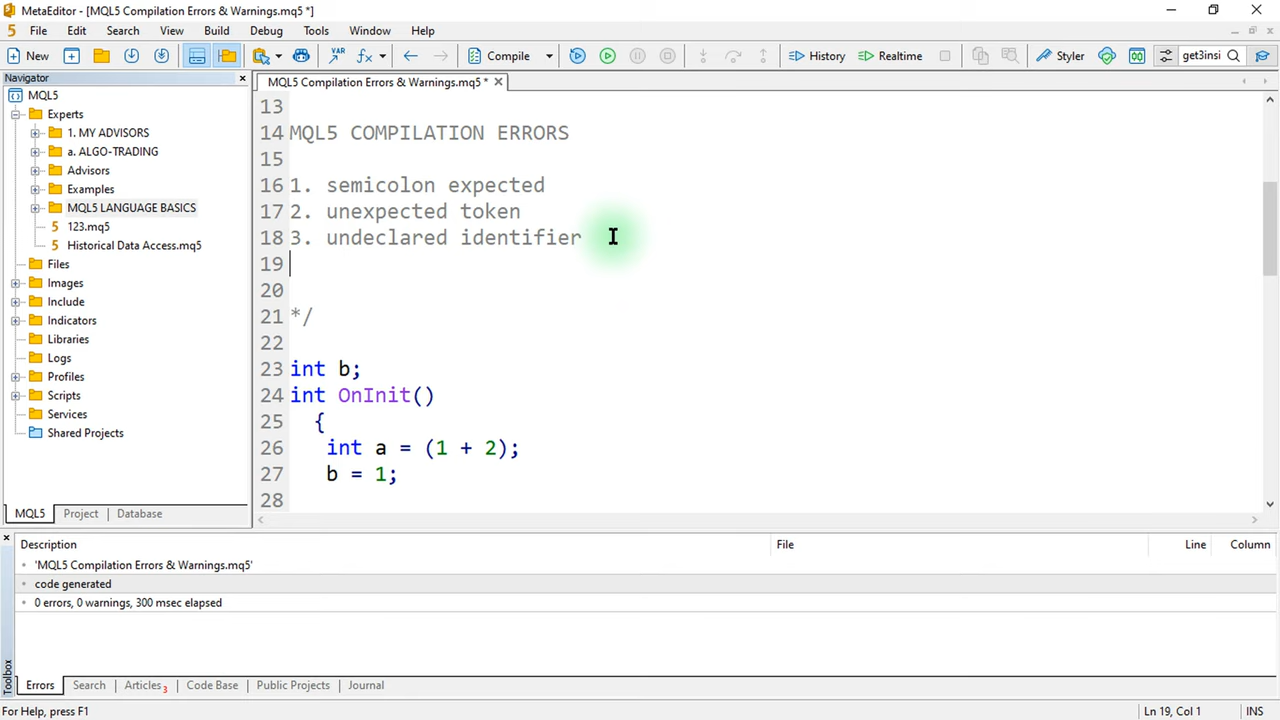 MetaEditor - [MQL5 Compilation Errors & Warnings.mq5 *]
5 File Edit Search View Build Debug Tools Window Help
New VAR fx Compile History Realtime Styler get3insi
Navigator
MQL5 Compilation Errors & Warnings.mq5 *
MQL5
Experts
1. MY ADVISORS
a. ALGO-TRADING
Advisors
Examples
MQL5 LANGUAGE BASICS
5 123.mq5
5 Historical Data Access.mq5
Files
Images
Include
Indicators
Libraries
Logs
Profiles
Scripts
Services
Shared Projects
MQL5 Project Database
13
14 MQL5 COMPILATION ERRORS
15
16 1. semicolon expected
17 2. unexpected token
18 3. undeclared identifier
19
20
21 */
22
23 int b;
24 int OnInit()
25 {
26 int a = (1 + 2);
27 b = 1;
28
Description File Line Column
'MQL5 Compilation Errors & Warnings.mq5'
code generated
0 errors, 0 warnings, 300 msec elapsed
Toolbox
Errors Search Articles 3 Code Base Public Projects Journal
For Help, press F1 Ln 19, Col 1 INS